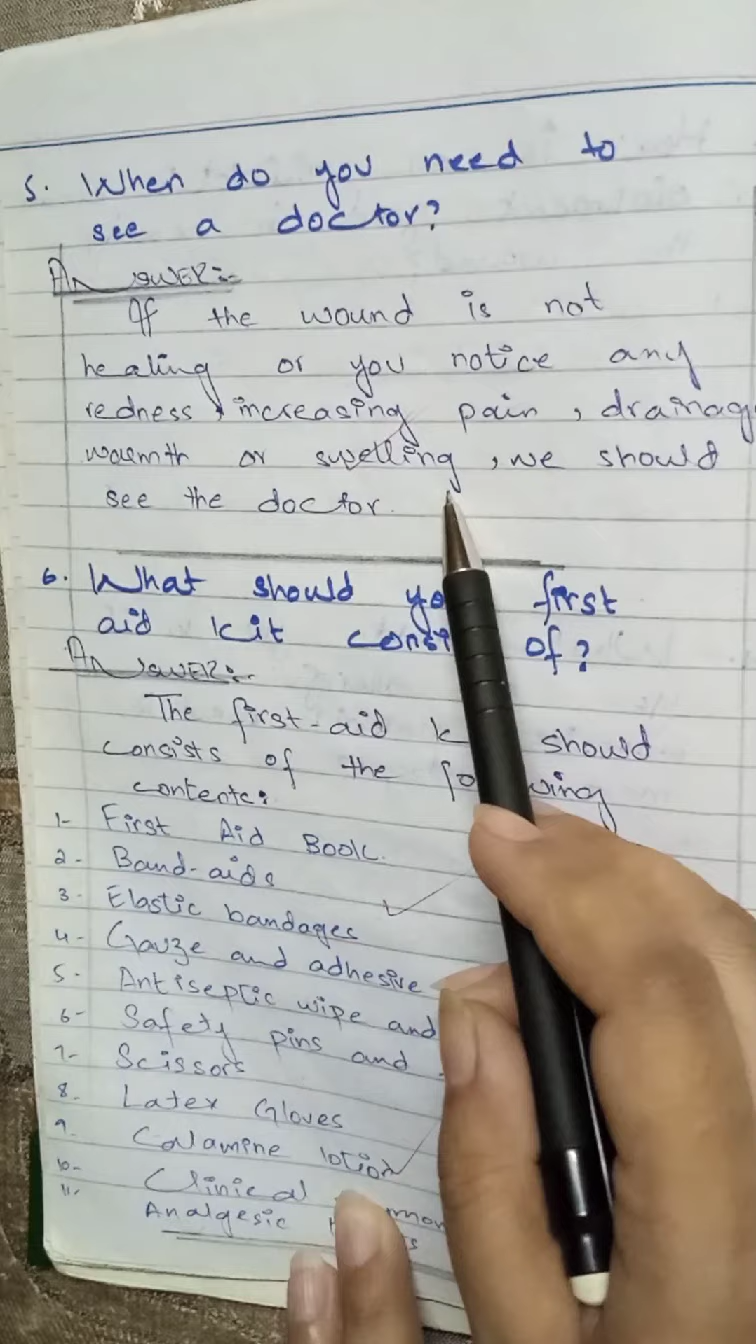 5. When do you need to
see a doctor?
ANSWER:-
If the wound is not
healing or you notice any
redness, increasing pain, drainag
warmth or swelling, we should
see the doctor.
6. What should first
aid kit of?
ANSWER:-
The first-aid should
consists of the
contents:
1- First Aid Book.
2- Band-aids
3- Elastic bandages
4- Gauze and adhesive
5- Antiseptic wipe and
6- Safety pins and
7- Scissors
8. Latex Gloves
9. Calamine lotion
10- Clinical
11. Analgesic